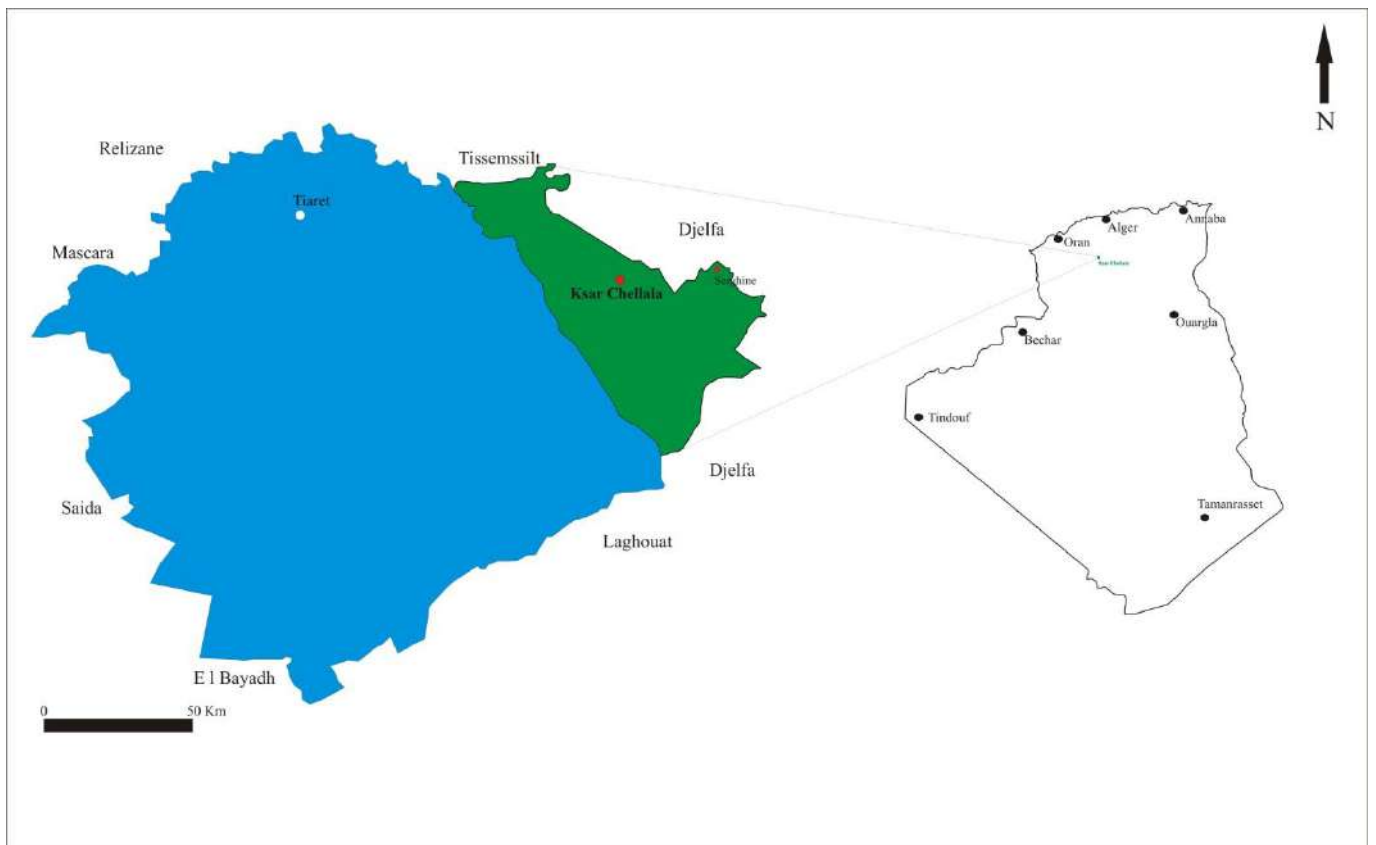 N
Relizane
Tissemssilt
Tiaret
Djelfa
Mascara
Ksar Chellala
Annaba
Alger
Oran
Ouargla
Bechar
Tindouf
Djelfa
Saida
Laghouat
Tamanrasset
E l Bayadh
0 50 Km